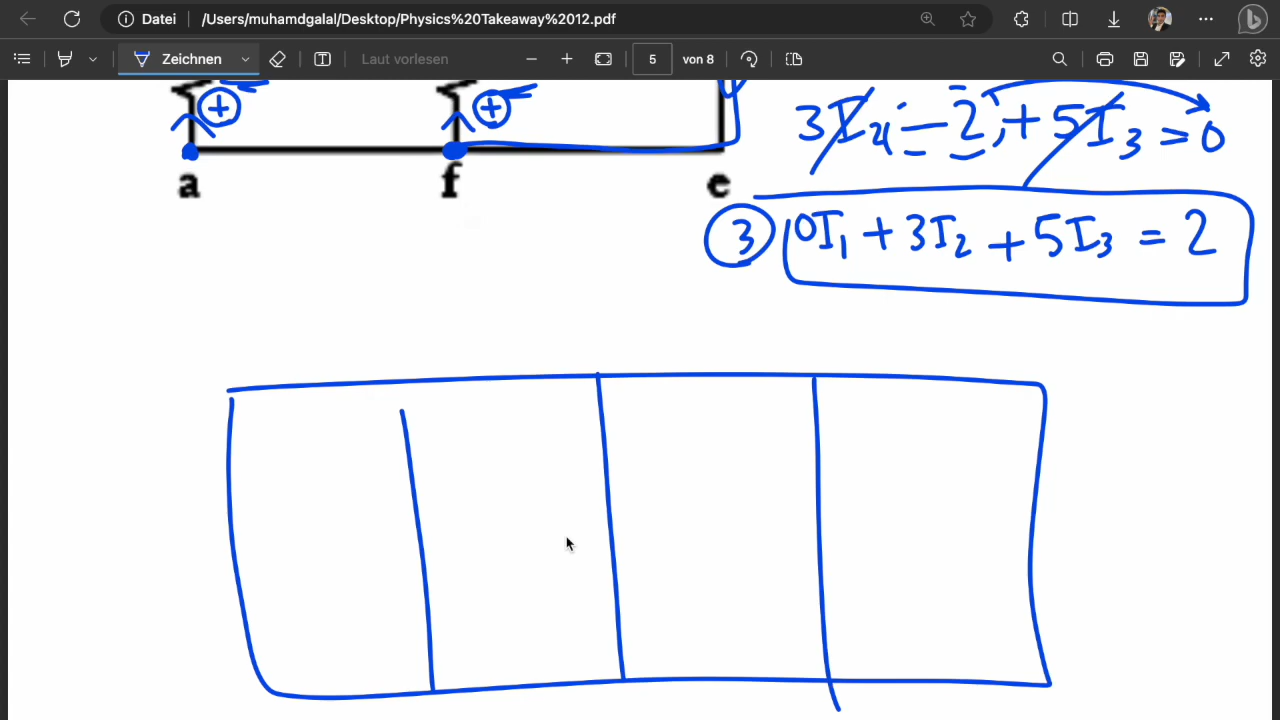 Datei /Users/muhamdgalal/Desktop/Physics%20Takeaway%2012.pdf
Zeichnen Laut vorlesen 5 von 8
+ +
3I4 - 2 + 5I3 = 0
a f e
3 0I1 + 3I2 + 5I3 = 2